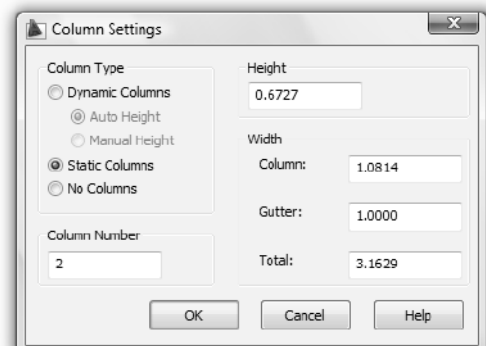 Column Settings
x
Column Type
Dynamic Columns
Auto Height
Manual Height
Static Columns
No Columns
Column Number
2
Height
0.6727
Width
Column: 1.0814
Gutter: 1.0000
Total: 3.1629
OK Cancel Help